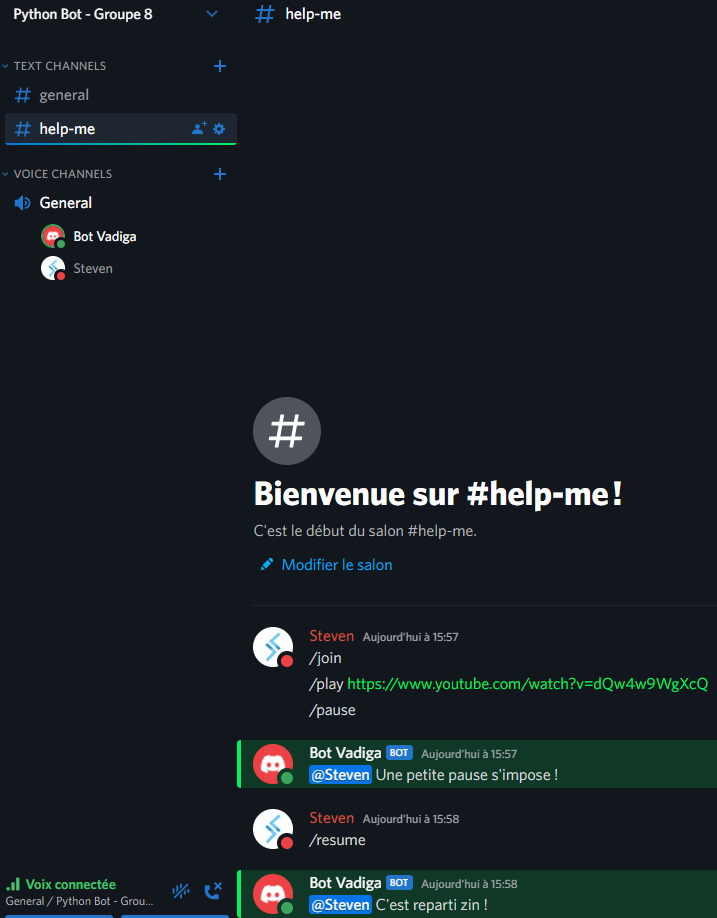 Python Bot - Groupe 8
TEXT CHANNELS
# general
# help-me
VOICE CHANNELS
General
Bot Vadiga
Steven
Voix connectée
General / Python Bot - Grou...
# help-me
#
Bienvenue sur #help-me !
C'est le début du salon #help-me.
Modifier le salon
Steven Aujourd'hui à 15:57
/join
/play https://www.youtube.com/watch?v=dQw4w9WgXcQ
/pause
Bot Vadiga BOT Aujourd'hui à 15:57
@Steven Une petite pause s'impose !
Steven Aujourd'hui à 15:58
/resume
Bot Vadiga BOT Aujourd'hui à 15:58
@Steven C'est reparti zin !